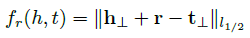 f_r(h, t) = ‖h_⊥ + r − t_⊥‖_{l_{1/2}}